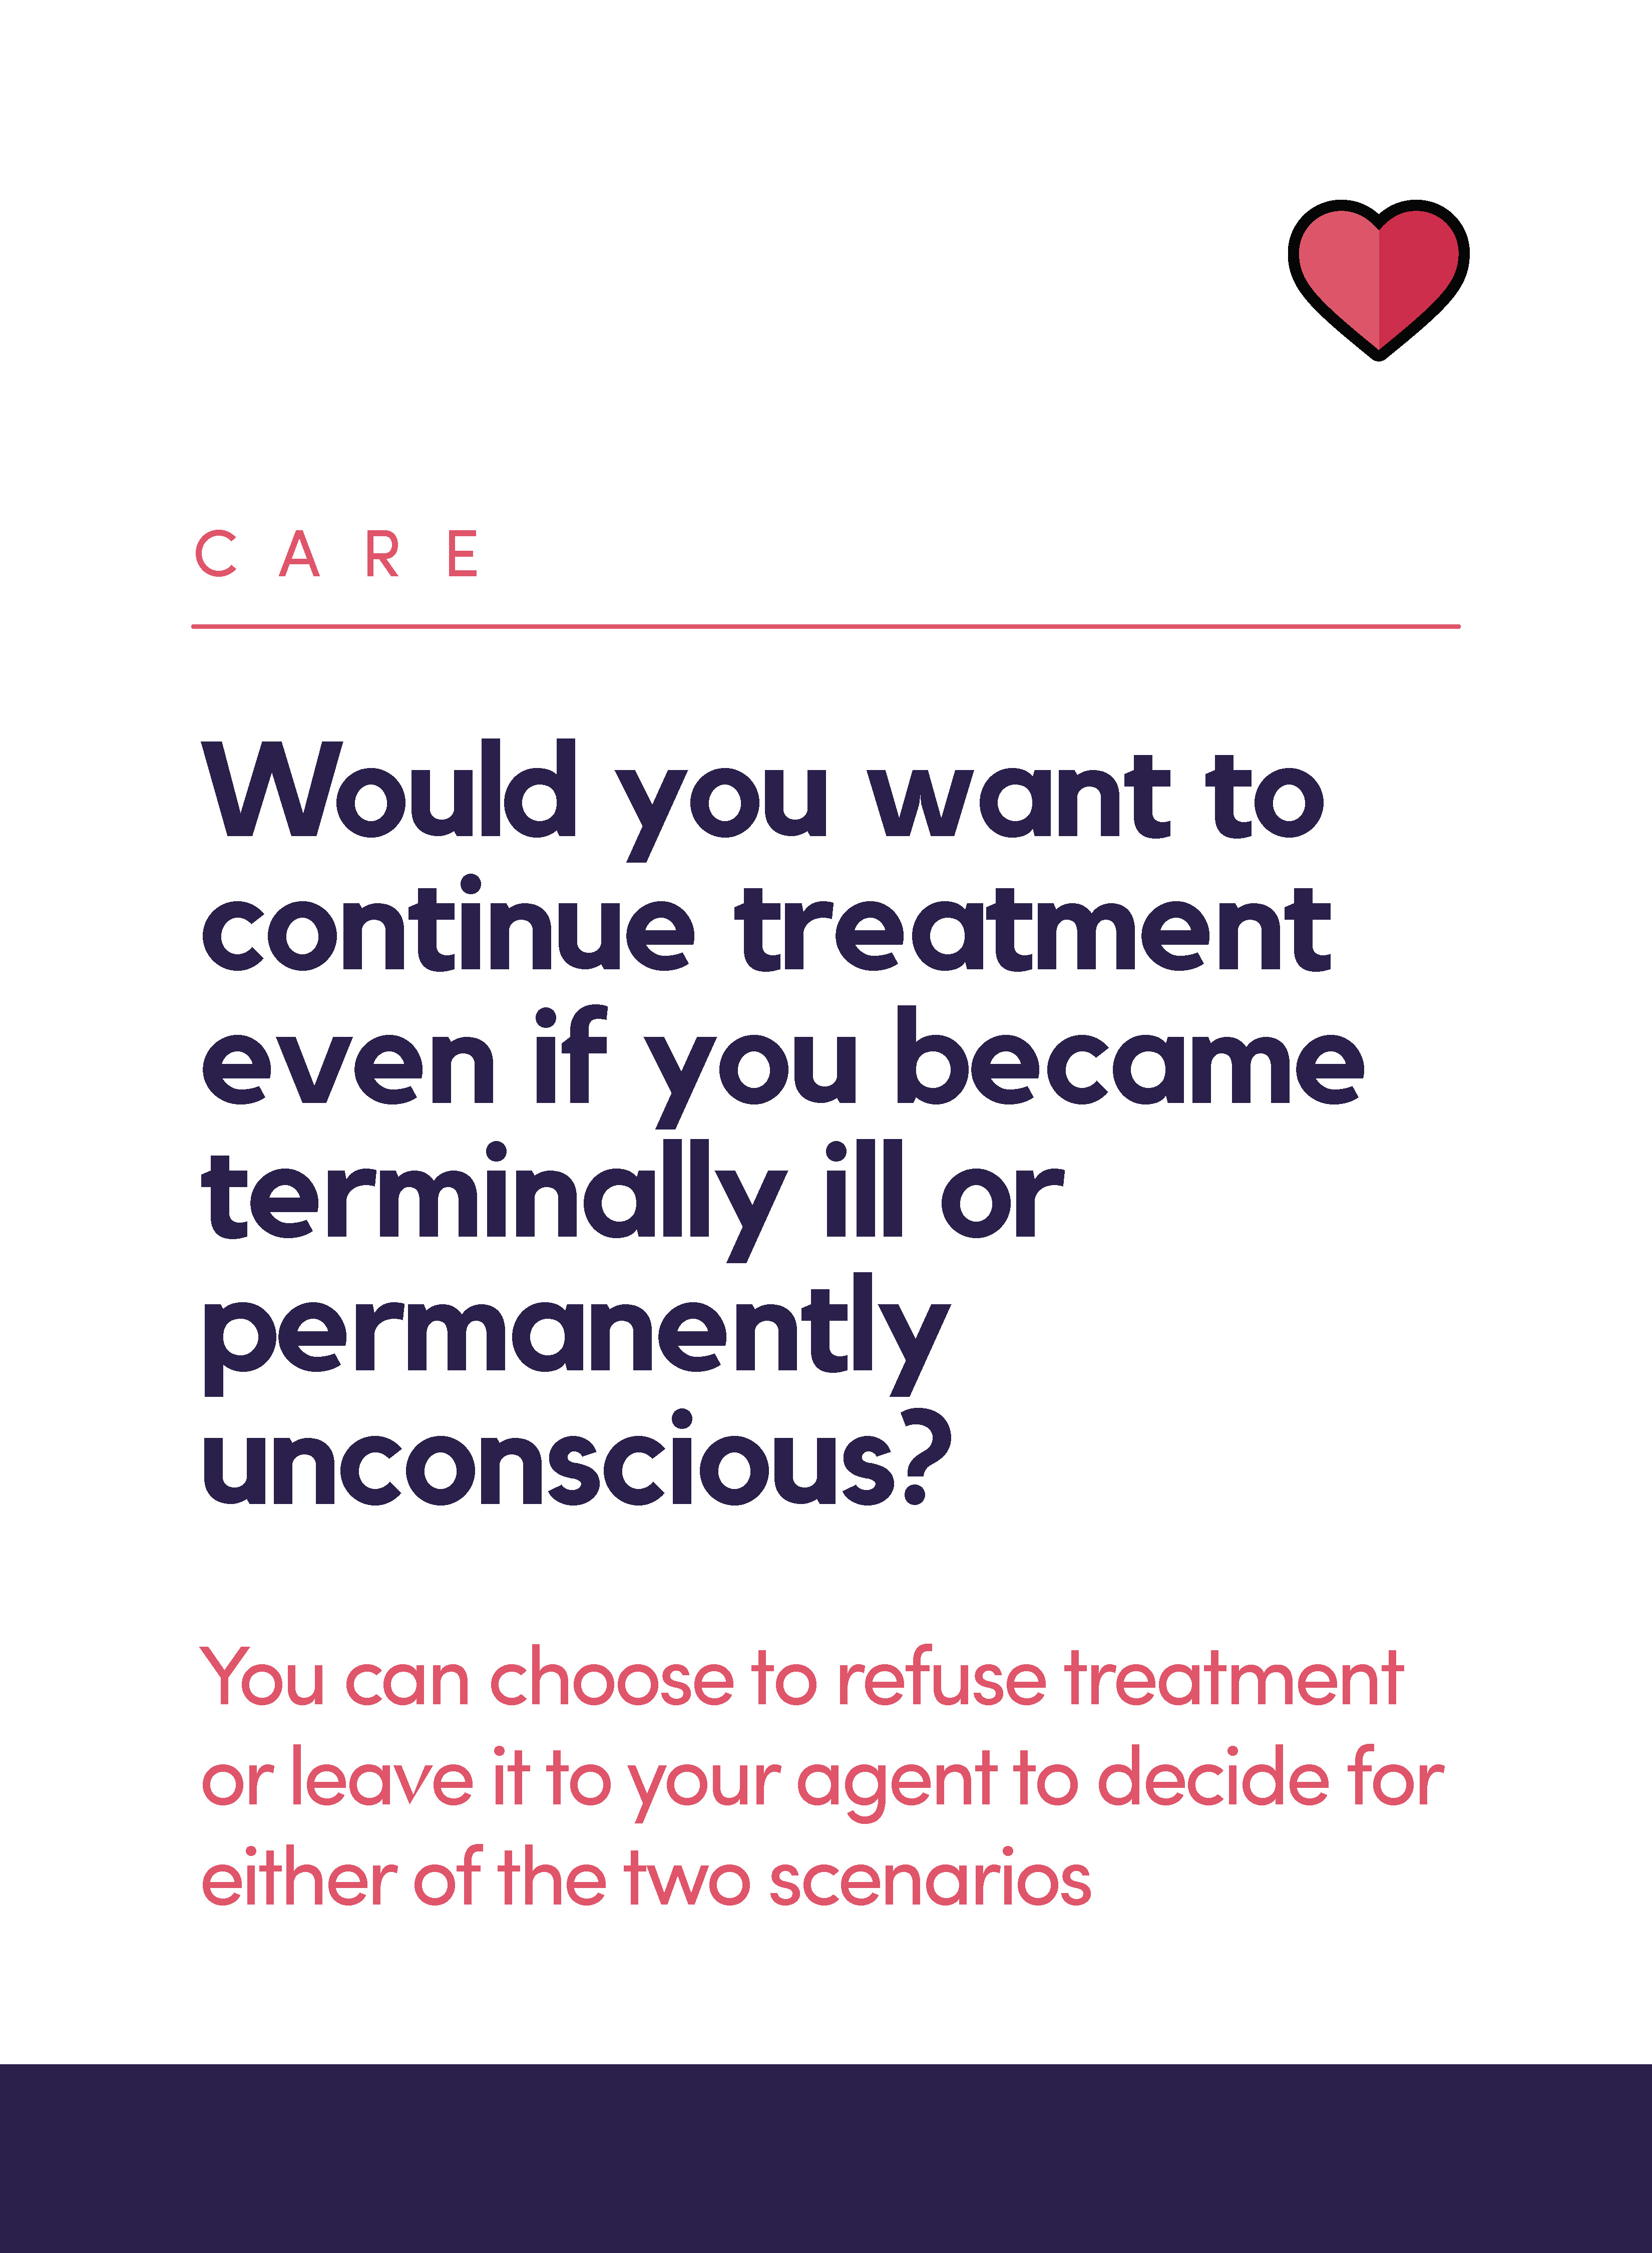 CARE
Would you want to
continue treatment
even if you became
terminally ill or
permanently
unconscious?
You can choose to refuse treatment
or leave it to your agent to decide for
either of the two scenarios